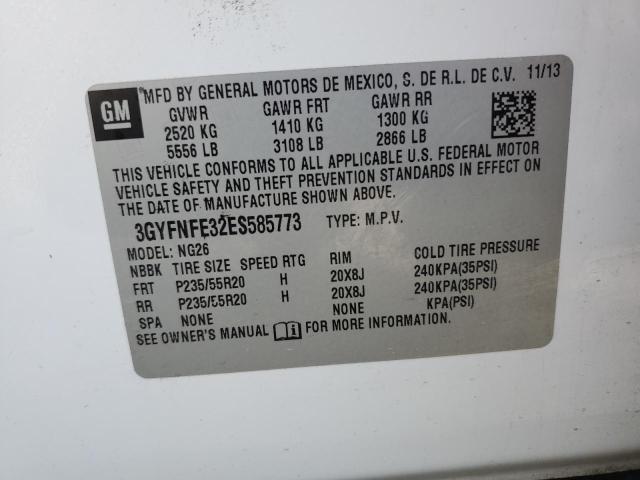 GM
MFD BY GENERAL MOTORS DE MEXICO, S. DE R.L. DE C.V. 11/13
GVWR GAWR FRT GAWR RR
2520 KG 1410 KG 1300 KG
5556 LB 3108 LB 2866 LB
THIS VEHICLE CONFORMS TO ALL APPLICABLE U.S. FEDERAL MOTOR
VEHICLE SAFETY AND THEFT PREVENTION STANDARDS IN EFFECT ON
THE DATE OF MANUFACTURE SHOWN ABOVE.
3GYFNFE32ES585773 TYPE: M.P.V.
MODEL: NG26
NBBK TIRE SIZE SPEED RTG RIM COLD TIRE PRESSURE
FRT P235/55R20 H 20X8J 240KPA(35PSI)
RR P235/55R20 H 20X8J 240KPA(35PSI)
SPA NONE NONE KPA(PSI)
SEE OWNER'S MANUAL FOR MORE INFORMATION.